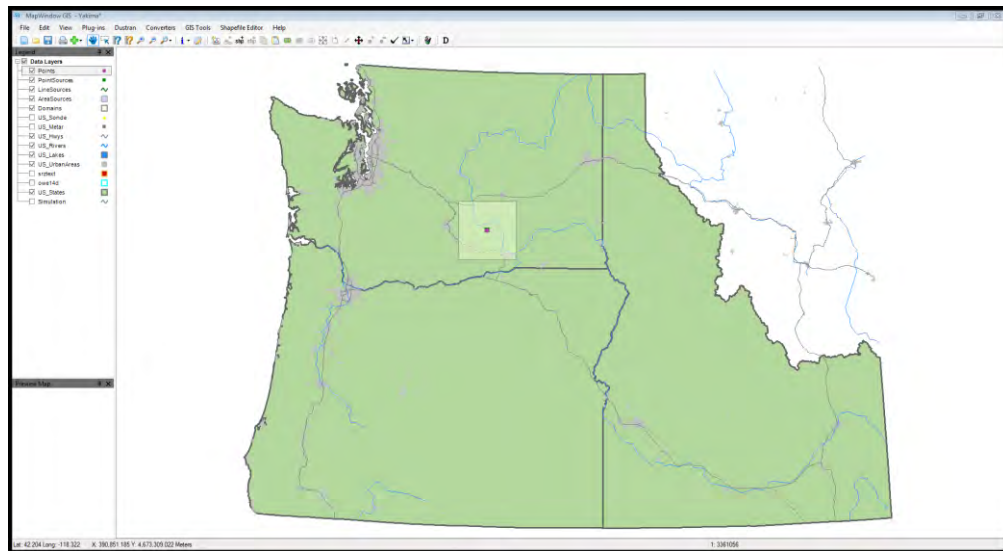 MapWindow GIS - Yakima*
File Edit View Plug-ins Dustran Converters GIS Tools Shapefile Editor Help
Legend
Data Layers
Points
PointSources
LineSources
AreaSources
Domains
US_Sonde
US_Metar
US_Hwys
US_Rivers
US_Lakes
US_UrbanAreas
US_States
Simulation
Preview Map
Lat: 42.204 Long: -118.322 X: 390,851.185 Y: 4,673,309.022 Meters 1: 3361056